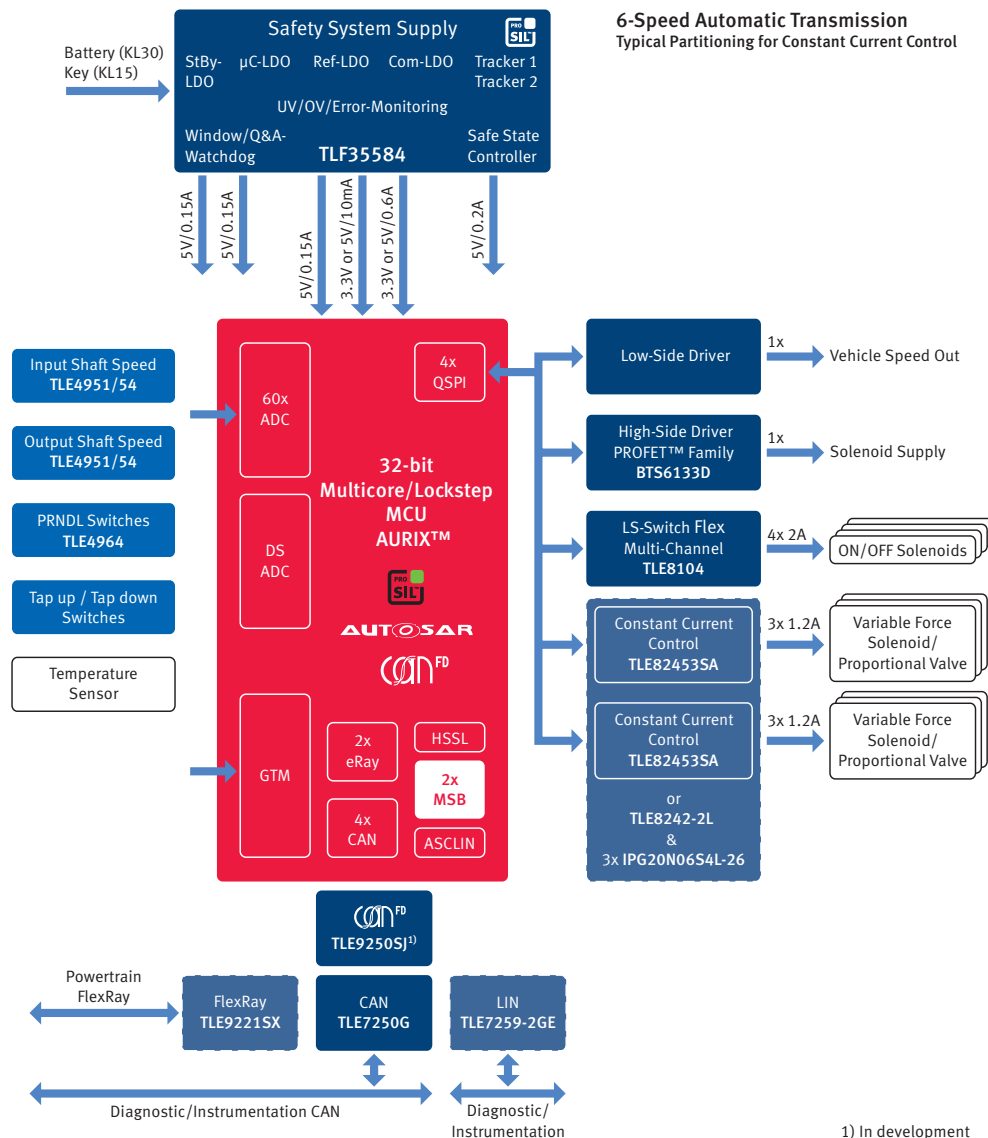 6-Speed Automatic Transmission
Typical Partitioning for Constant Current Control
Battery (KL30)
Key (KL15)
Safety System Supply
PRO
SIL™
StBy-
LDO
µC-LDO
Ref-LDO
Com-LDO
Tracker 1
Tracker 2
UV/OV/Error-Monitoring
Window/Q&A-
Watchdog
TLF35584
Safe State
Controller
5V/0.15A
5V/0.15A
5V/0.15A
3.3V or 5V/10mA
3.3V or 5V/0.6A
5V/0.2A
Input Shaft Speed
TLE4951/54
Output Shaft Speed
TLE4951/54
PRNDL Switches
TLE4964
Tap up / Tap down
Switches
Temperature
Sensor
60x
ADC
4x
QSPI
32-bit
Multicore/Lockstep
MCU
AURIX™
DS
ADC
PRO
SIL™
AUTOSAR
CAN FD
GTM
2x
eRay
HSSL
2x
MSB
4x
CAN
ASCLIN
Low-Side Driver
1x
Vehicle Speed Out
High-Side Driver
PROFET™ Family
BTS6133D
1x
Solenoid Supply
LS-Switch Flex
Multi-Channel
TLE8104
4x 2A
ON/OFF Solenoids
Constant Current
Control
TLE82453SA
3x 1.2A
Variable Force
Solenoid/
Proportional Valve
Constant Current
Control
TLE82453SA
3x 1.2A
Variable Force
Solenoid/
Proportional Valve
or
TLE8242-2L
&
3x IPG20N06S4L-26
CAN FD
TLE9250SJ1)
Powertrain
FlexRay
FlexRay
TLE9221SX
CAN
TLE7250G
LIN
TLE7259-2GE
Diagnostic/Instrumentation CAN
Diagnostic/
Instrumentation
1) In development